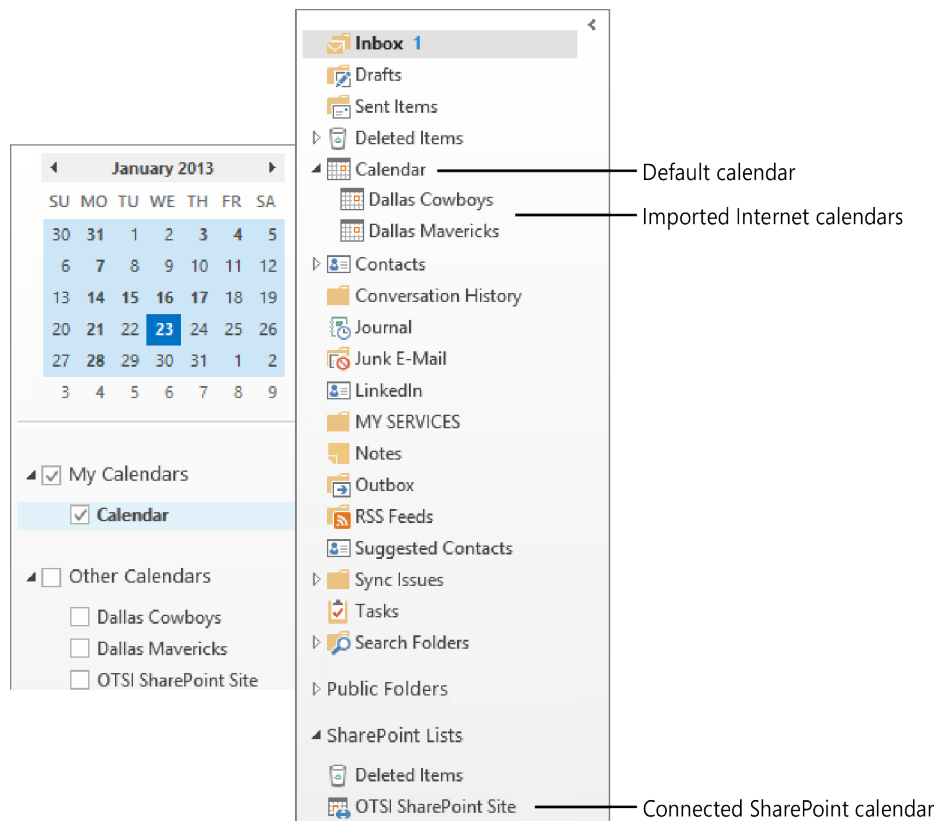 January 2013
SU MO TU WE TH FR SA
30 31 1 2 3 4 5
6 7 8 9 10 11 12
13 14 15 16 17 18 19
20 21 22 23 24 25 26
27 28 29 30 31 1 2
3 4 5 6 7 8 9
My Calendars
Calendar
Other Calendars
Dallas Cowboys
Dallas Mavericks
OTSI SharePoint Site
Inbox 1
Drafts
Sent Items
Deleted Items
Calendar
Dallas Cowboys
Dallas Mavericks
Contacts
Conversation History
Journal
Junk E-Mail
LinkedIn
MY SERVICES
Notes
Outbox
RSS Feeds
Suggested Contacts
Sync Issues
Tasks
Search Folders
Public Folders
SharePoint Lists
Deleted Items
OTSI SharePoint Site
Default calendar
Imported Internet calendars
Connected SharePoint calendar